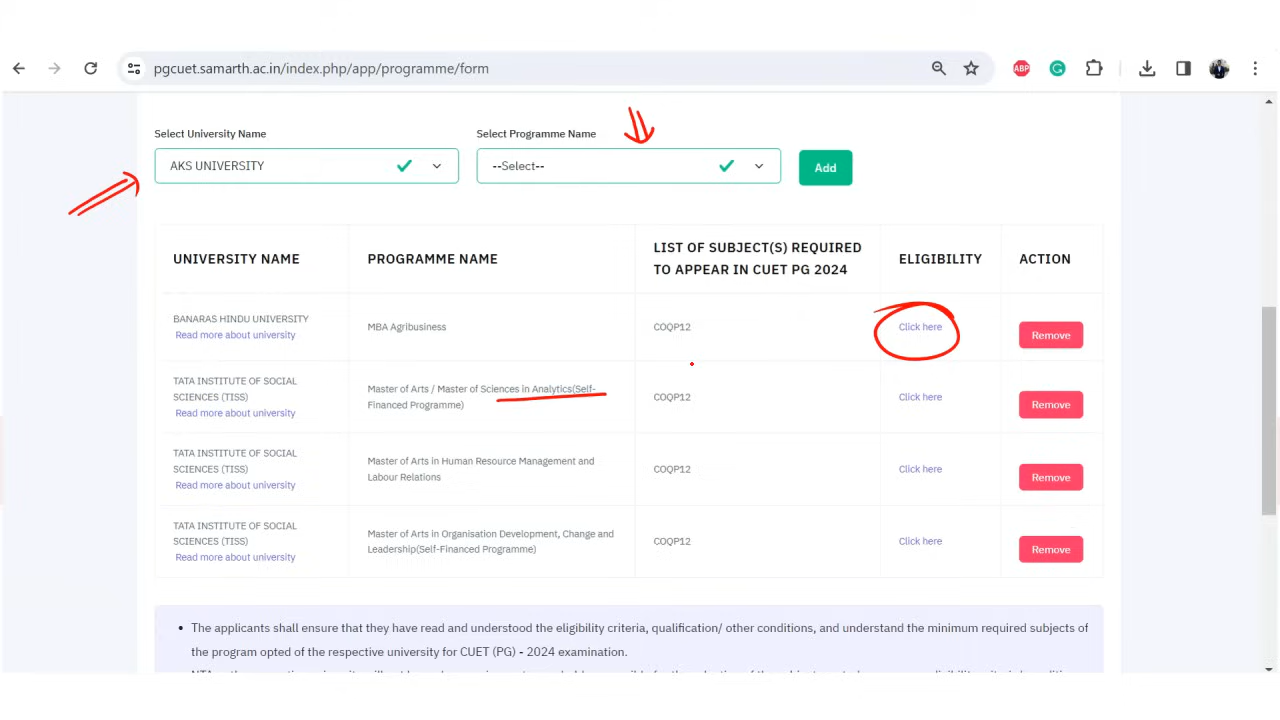 pgcuet.samarth.ac.in/index.php/app/programme/form
ABP
G
Select University Name
Select Programme Name
AKS UNIVERSITY
--Select--
Add
UNIVERSITY NAME
PROGRAMME NAME
LIST OF SUBJECT(S) REQUIRED
TO APPEAR IN CUET PG 2024
ELIGIBILITY
ACTION
BANARAS HINDU UNIVERSITY
Read more about university
MBA Agribusiness
COQP12
Click here
Remove
TATA INSTITUTE OF SOCIAL
SCIENCES (TISS)
Read more about university
Master of Arts / Master of Sciences in Analytics(Self-
Financed Programme)
COQP12
Click here
Remove
TATA INSTITUTE OF SOCIAL
SCIENCES (TISS)
Read more about university
Master of Arts in Human Resource Management and
Labour Relations
COQP12
Click here
Remove
TATA INSTITUTE OF SOCIAL
SCIENCES (TISS)
Read more about university
Master of Arts in Organisation Development, Change and
Leadership(Self-Financed Programme)
COQP12
Click here
Remove
• The applicants shall ensure that they have read and understood the eligibility criteria, qualification/ other conditions, and understand the minimum required subjects of
the program opted of the respective university for CUET (PG) - 2024 examination.